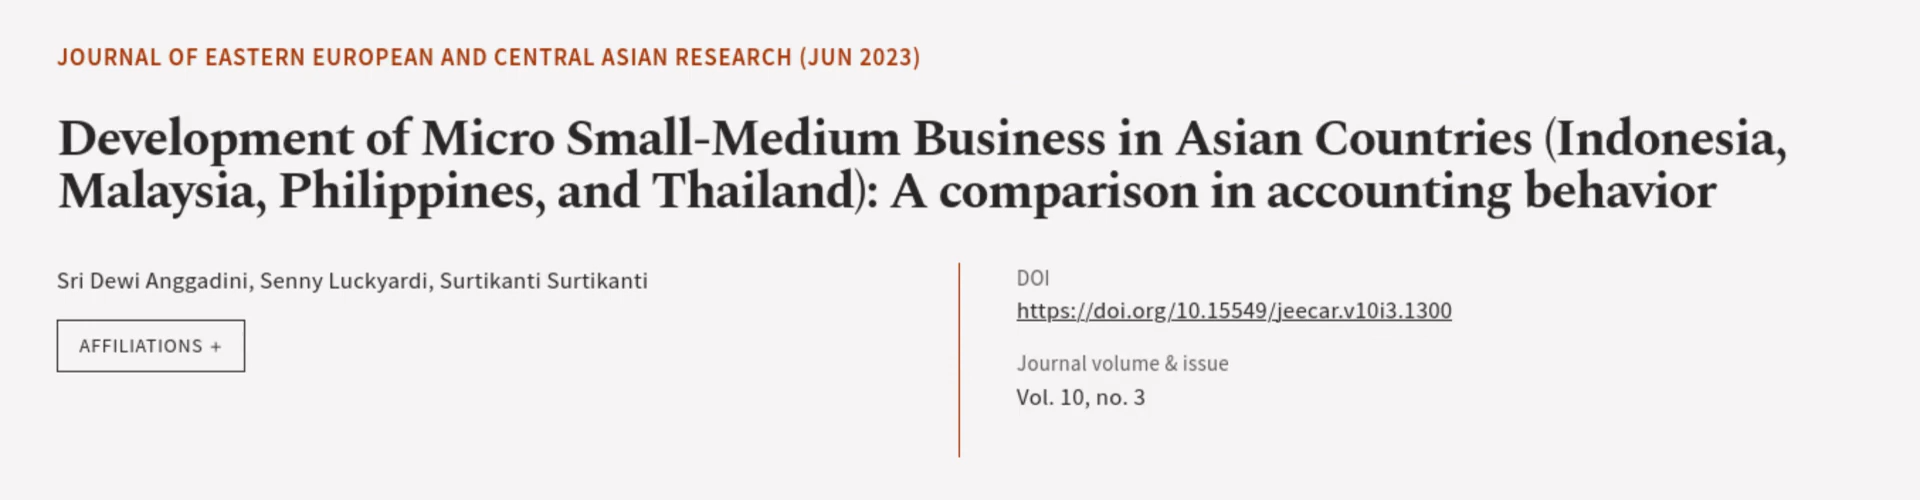 JOURNAL OF EASTERN EUROPEAN AND CENTRAL ASIAN RESEARCH (JUN 2023)
Development of Micro Small-Medium Business in Asian Countries (Indonesia,
Malaysia, Philippines, and Thailand): A comparison in accounting behavior
Sri Dewi Anggadini, Senny Luckyardi, Surtikanti Surtikanti
AFFILIATIONS +
DOI
https://doi.org/10.15549/jeecar.v10i3.1300
Journal volume & issue
Vol. 10, no. 3